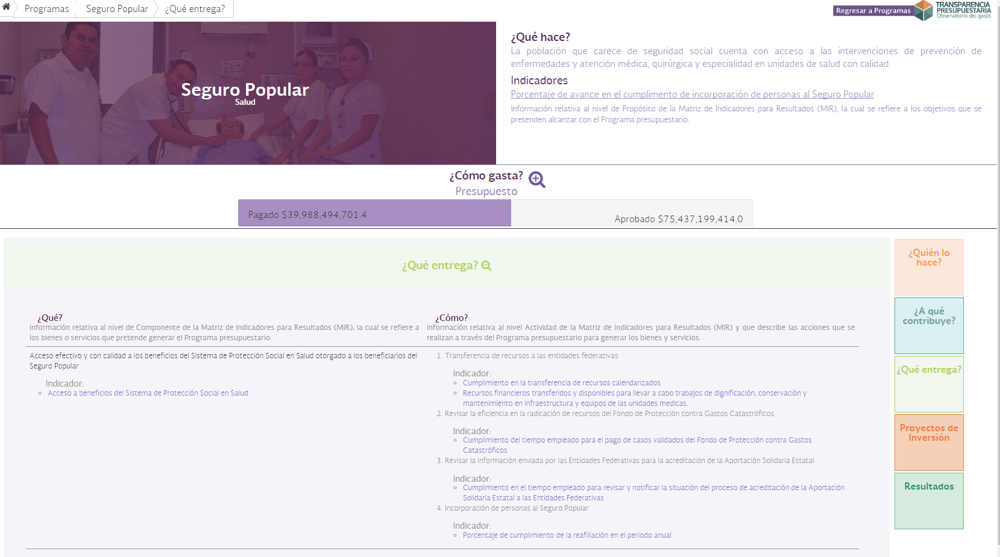 Programas
Seguro Popular
¿Qué entrega?
Regresar a Programas
TRANSPARENCIA
PRESUPUESTARIA
Observatorio del gasto
Seguro Popular
Salud
¿Qué hace?
La población que carece de seguridad social cuenta con acceso a las intervenciones de prevención de
enfermedades y atención médica, quirúrgica y especialidad en unidades de salud con calidad
Indicadores
Porcentaje de avance en el cumplimento de incorporación de personas al Seguro Popular
Información relativa al nivel de Propósito de la Matriz de Indicadores para Resultados (MIR), la cual se refiere a los objetivos que se
pretenden alcanzar con el Programa presupuestario.
¿Cómo gasta?
Presupuesto
Pagado $39,988,494,701.4
Aprobado $75,437,199,414.0
¿Qué entrega?
¿Qué?
Información relativa al nivel de Componente de la Matriz de Indicadores para Resultados (MIR), la cual se refiere a
los bienes o servicios que pretende generar el Programa presupuestario.
Acceso efectivo y con calidad a los beneficios del Sistema de Protección Social en Salud otorgado a los beneficiarios del
Seguro Popular
Indicador:
Acceso a beneficios del Sistema de Protección Social en Salud
¿Cómo?
Información relativa al nivel Actividad de la Matriz de Indicadores para Resultados (MIR) y que describe las acciones que se
realizan a través del Programa presupuestario para generar los bienes y servicios.
1. Transferencia de recursos a las entidades federativas
Indicador:
Cumplimiento en la transferencia de recursos calendarizados
Recursos financieros transferidos y disponibles para llevar a cabo trabajos de dignificación, conservación y
mantenimiento en infraestructura y equipos de las unidades medicas.
2. Revisar la eficiencia en la radicación de recursos del Fondo de Protección contra Gastos Catastróficos
Indicador:
Cumplimiento del tiempo empleado para el pago de casos validados del Fondo de Protección contra Gastos
Catastróficos
3. Revisar la información enviada por las Entidades Federativas para la acreditación de la Aportación Solidaria Estatal
Indicador:
Cumplimiento en el tiempo empleado para revisar y notificar la situación del proceso de acreditación de la Aportación
Solidaria Estatal a las Entidades Federativas
4. Incorporación de personas al Seguro Popular
Indicador:
Porcentaje de cumplimiento de la reafiliación en el periodo anual
¿Quién lo
hace?
¿A qué
contribuye?
¿Qué entrega?
Proyectos de
Inversión
Resultados